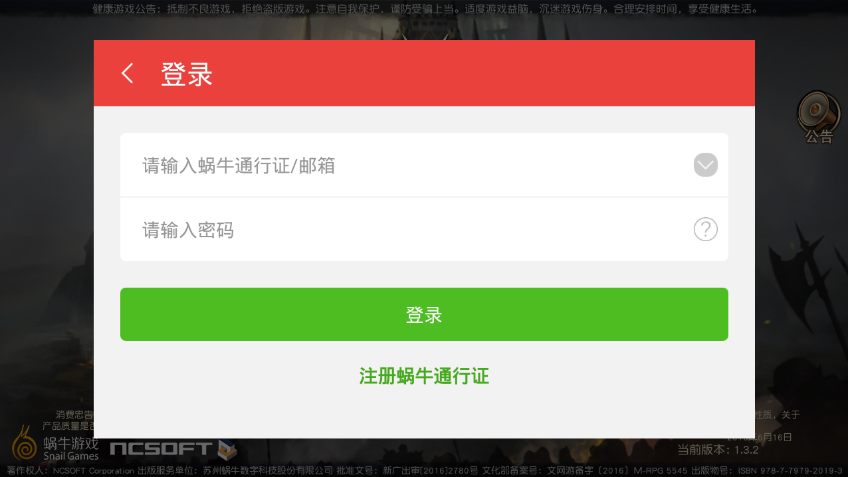 健康游戏公告：抵制不良游戏，拒绝盗版游戏。注意自我保护，谨防受骗上当。适度游戏益脑，沉迷游戏伤身。合理安排时间，享受健康生活。
登录
公告
请输入蜗牛通行证/邮箱
请输入密码
登录
注册蜗牛通行证
消费忠告
性质，关于
产品质量是
6月16日
蜗牛游戏
Snail Games
NCSOFT
当前版本：1.3.2
著作权人：NCSOFT Corporation 出版服务单位：苏州蜗牛数字科技股份有限公司 批准文号：新广出审[2016]2780号 文化部备案号：文网游备字〔2016〕M-RPG 5545 出版物号：ISBN 978-7-7979-2019-3